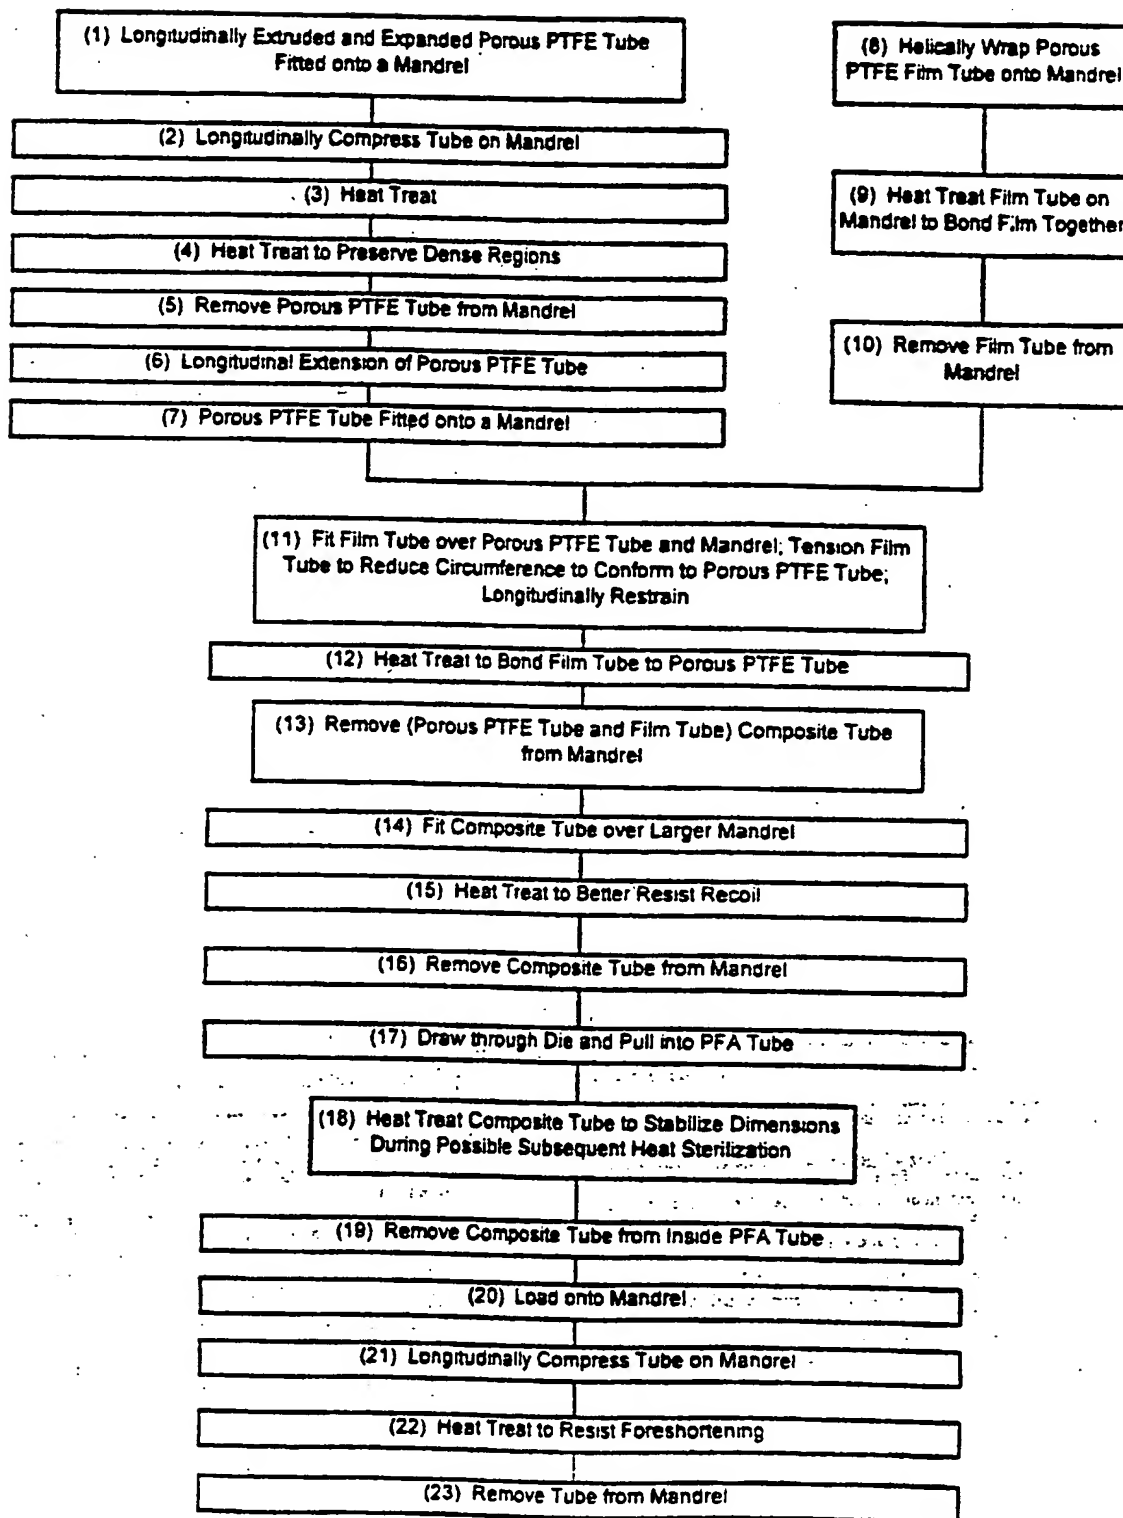 (1) Longitudinally Extruded and Expanded Porous PTFE Tube
Fitted onto a Mandrel
(2) Longitudinally Compress Tube on Mandrel
(3) Heat Treat
(4) Heat Treat to Preserve Dense Regions
(5) Remove Porous PTFE Tube from Mandrel
(6) Longitudinal Extension of Porous PTFE Tube
(7) Porous PTFE Tube Fitted onto a Mandrel
(8) Helically Wrap Porous
PTFE Film Tube onto Mandrel
(9) Heat Treat Film Tube on
Mandrel to Bond Film Together
(10) Remove Film Tube from
Mandrel
(11) Fit Film Tube over Porous PTFE Tube and Mandrel; Tension Film
Tube to Reduce Circumference to Conform to Porous PTFE Tube;
Longitudinally Restrain
(12) Heat Treat to Bond Film Tube to Porous PTFE Tube
(13) Remove (Porous PTFE Tube and Film Tube) Composite Tube
from Mandrel
(14) Fit Composite Tube over Larger Mandrel
(15) Heat Treat to Better Resist Recoil
(16) Remove Composite Tube from Mandrel
(17) Draw through Die and Pull into PFA Tube
(18) Heat Treat Composite Tube to Stabilize Dimensions
During Possible Subsequent Heat Sterilization
(19) Remove Composite Tube from Inside PFA Tube
(20) Load onto Mandrel
(21) Longitudinally Compress Tube on Mandrel
(22) Heat Treat to Resist Foreshortening
(23) Remove Tube from Mandrel